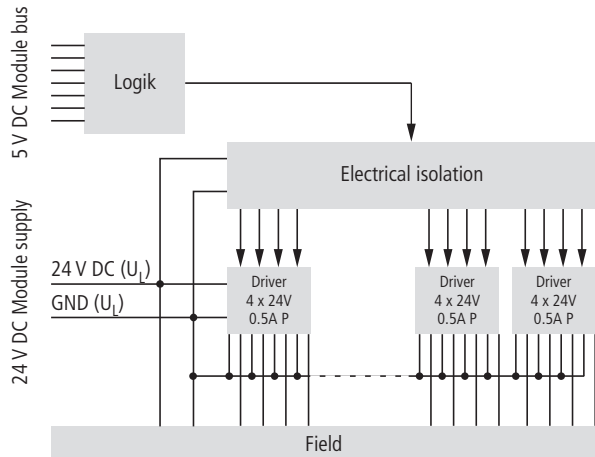 5 V DC Module bus
Logik
Electrical isolation
24 V DC Module supply
24 V DC (UL)
GND (UL)
Driver
4 x 24V
0.5A P
Driver
4 x 24V
0.5A P
Driver
4 x 24V
0.5A P
Field